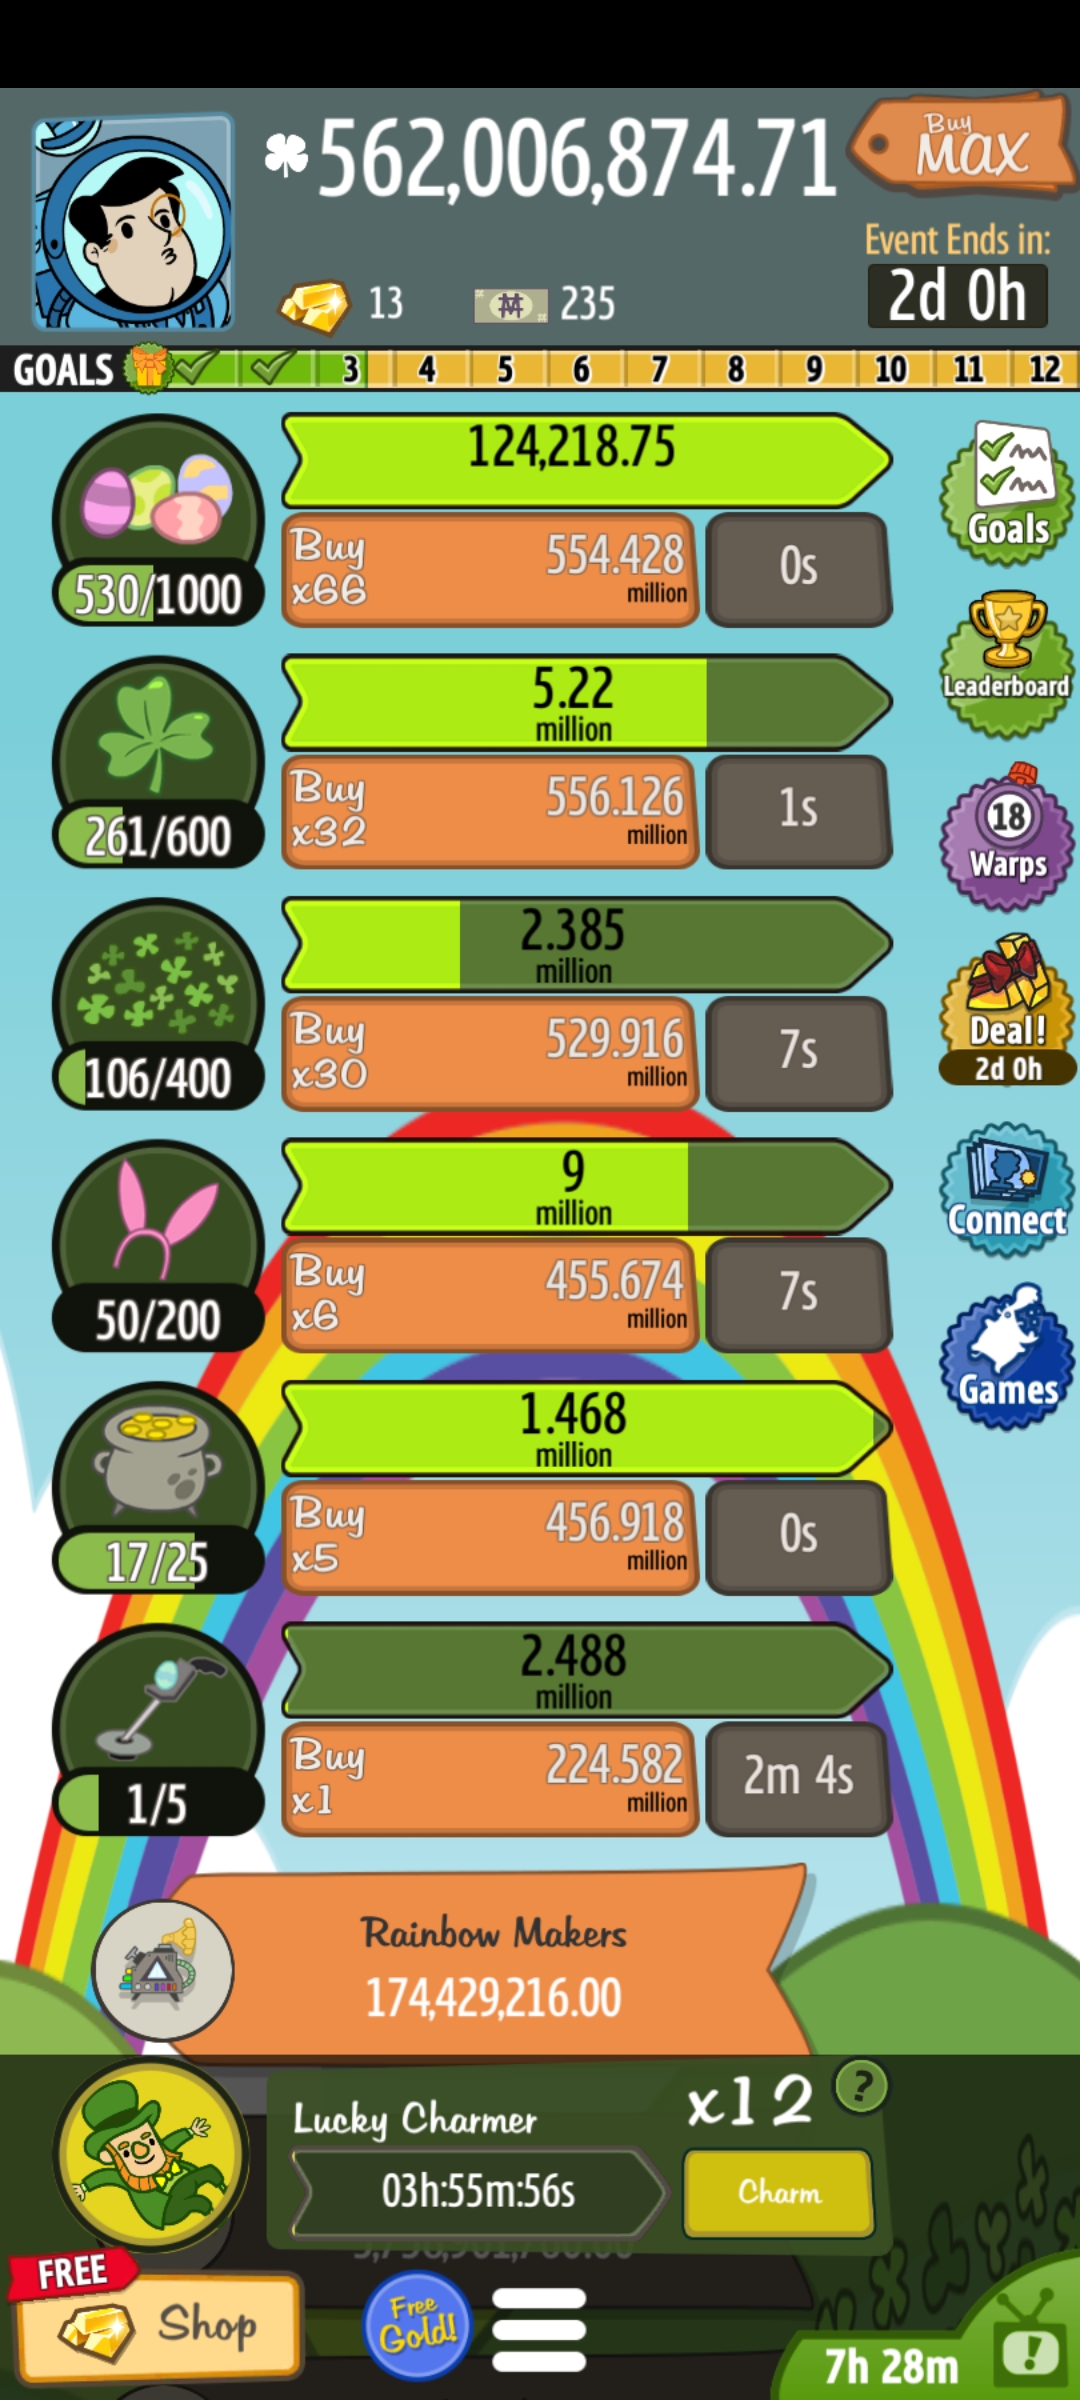 562,006,874.71
Buy
MAX
Event Ends in:
2d 0h
13
235
GOALS
3 4 5 6 7 8 9 10 11 12
124,218.75
Buy
x66
554.428
million
0s
530/1000
Goals
5.22
million
Buy
x32
556.126
million
1s
261/600
Leaderboard
18
Warps
2.385
million
Buy
x30
529.916
million
7s
106/400
Deal!
2d 0h
9
million
Buy
x6
455.674
million
7s
50/200
Connect
Games
1.468
million
Buy
x5
456.918
million
0s
17/25
2.488
million
Buy
x1
224.582
million
2m 4s
1/5
Rainbow Makers
174,429,216.00
Lucky Charmer
x12
?
03h:55m:56s
Charm
FREE
Shop
Free
Gold!
7h 28m
!